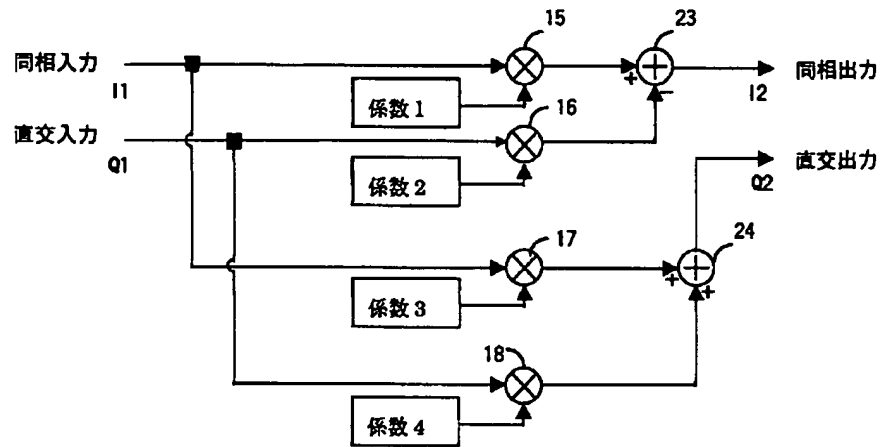 15
23
同相入力
I1
+
−
同相出力
I2
係数1
16
直交入力
Q1
直交出力
Q2
係数2
17
24
+
+
係数3
18
係数4